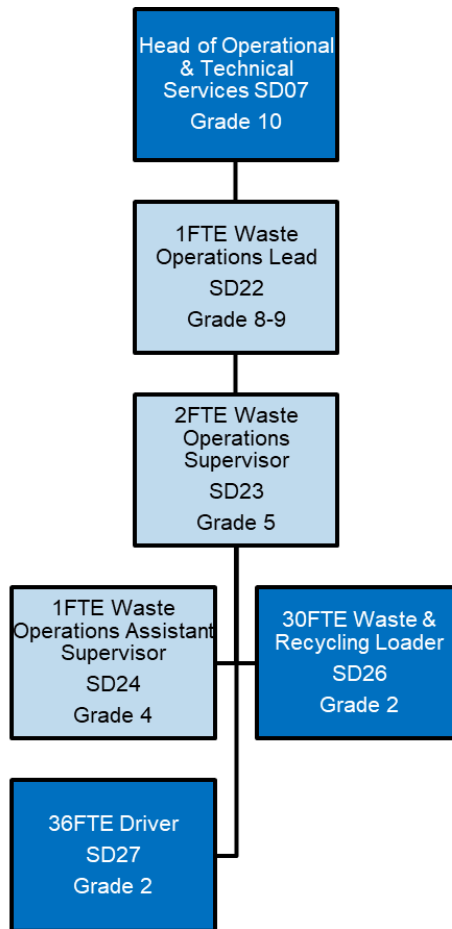 Head of Operational
& Technical
Services SD07
Grade 10
1FTE Waste
Operations Lead
SD22
Grade 8-9
2FTE Waste
Operations
Supervisor
SD23
Grade 5
1FTE Waste
Operations Assistant
Supervisor
SD24
Grade 4
30FTE Waste &
Recycling Loader
SD26
Grade 2
36FTE Driver
SD27
Grade 2